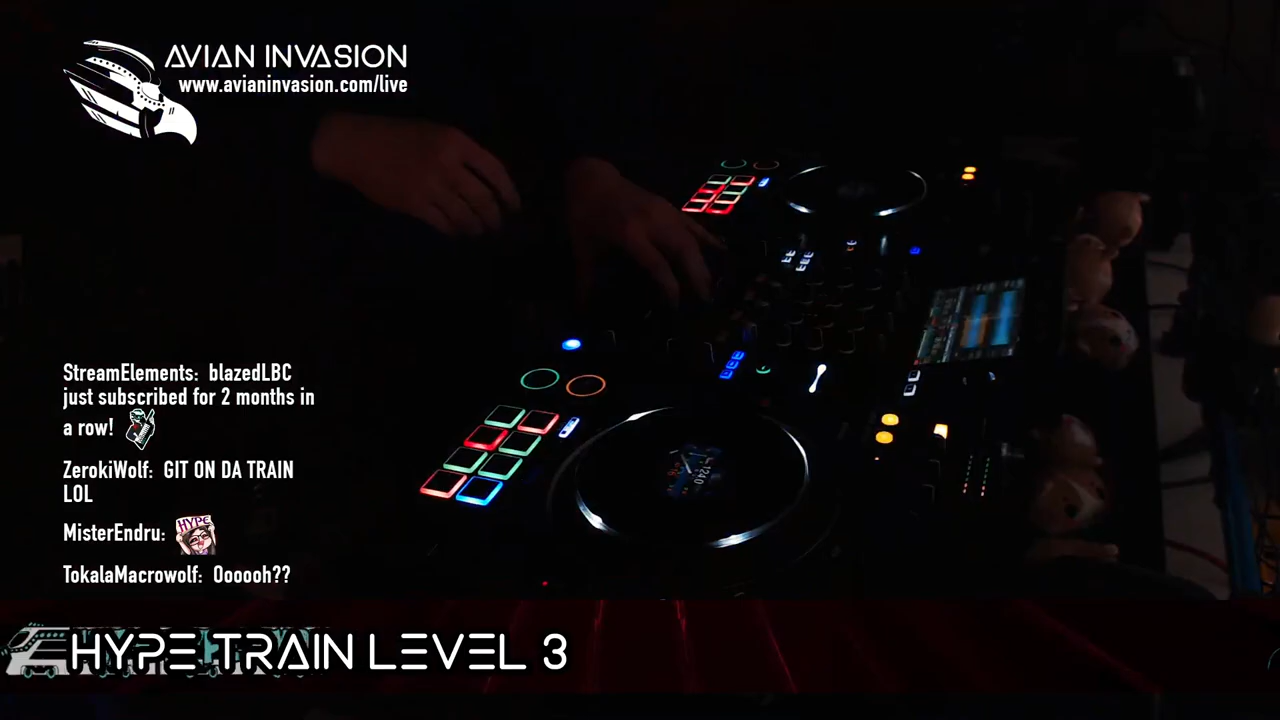 AVIAN INVASION
www.avianinvasion.com/live
StreamElements: blazedLBC
just subscribed for 2 months in
a row!
ZerokiWolf: GIT ON DA TRAIN
LOL
MisterEndru:
HYPE
TokalaMacrowolf: Oooooh??
HYPE TRAIN LEVEL 3